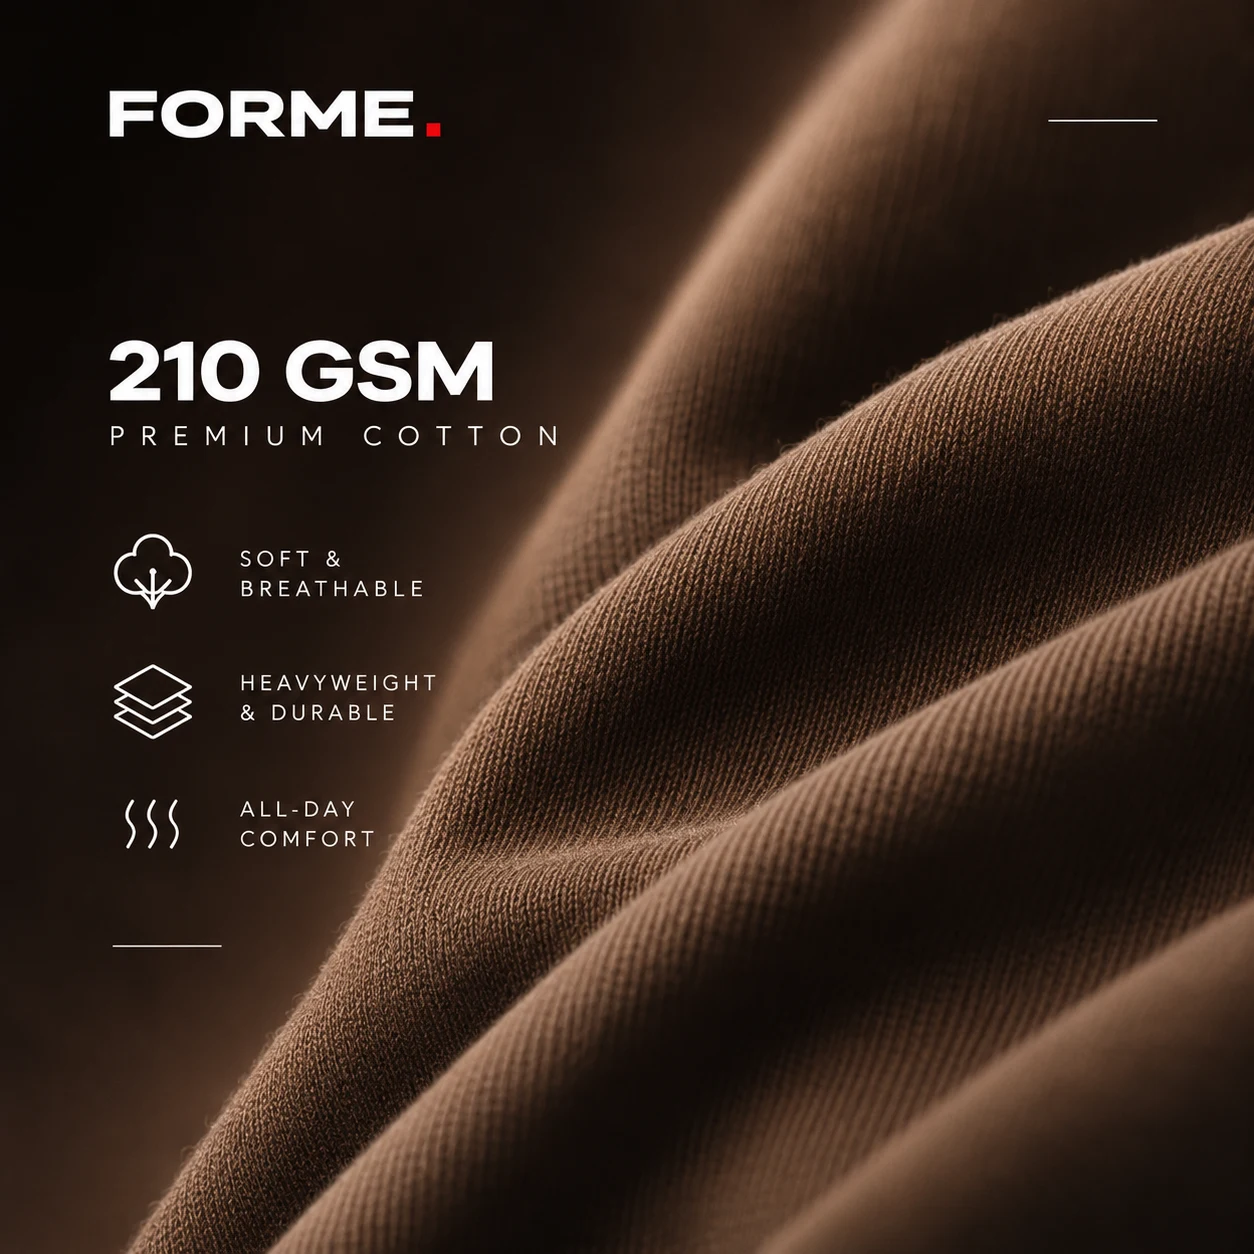 FORME.
210 GSM
PREMIUM COTTON
SOFT &
BREATHABLE
HEAVYWEIGHT
& DURABLE
ALL-DAY
COMFORT